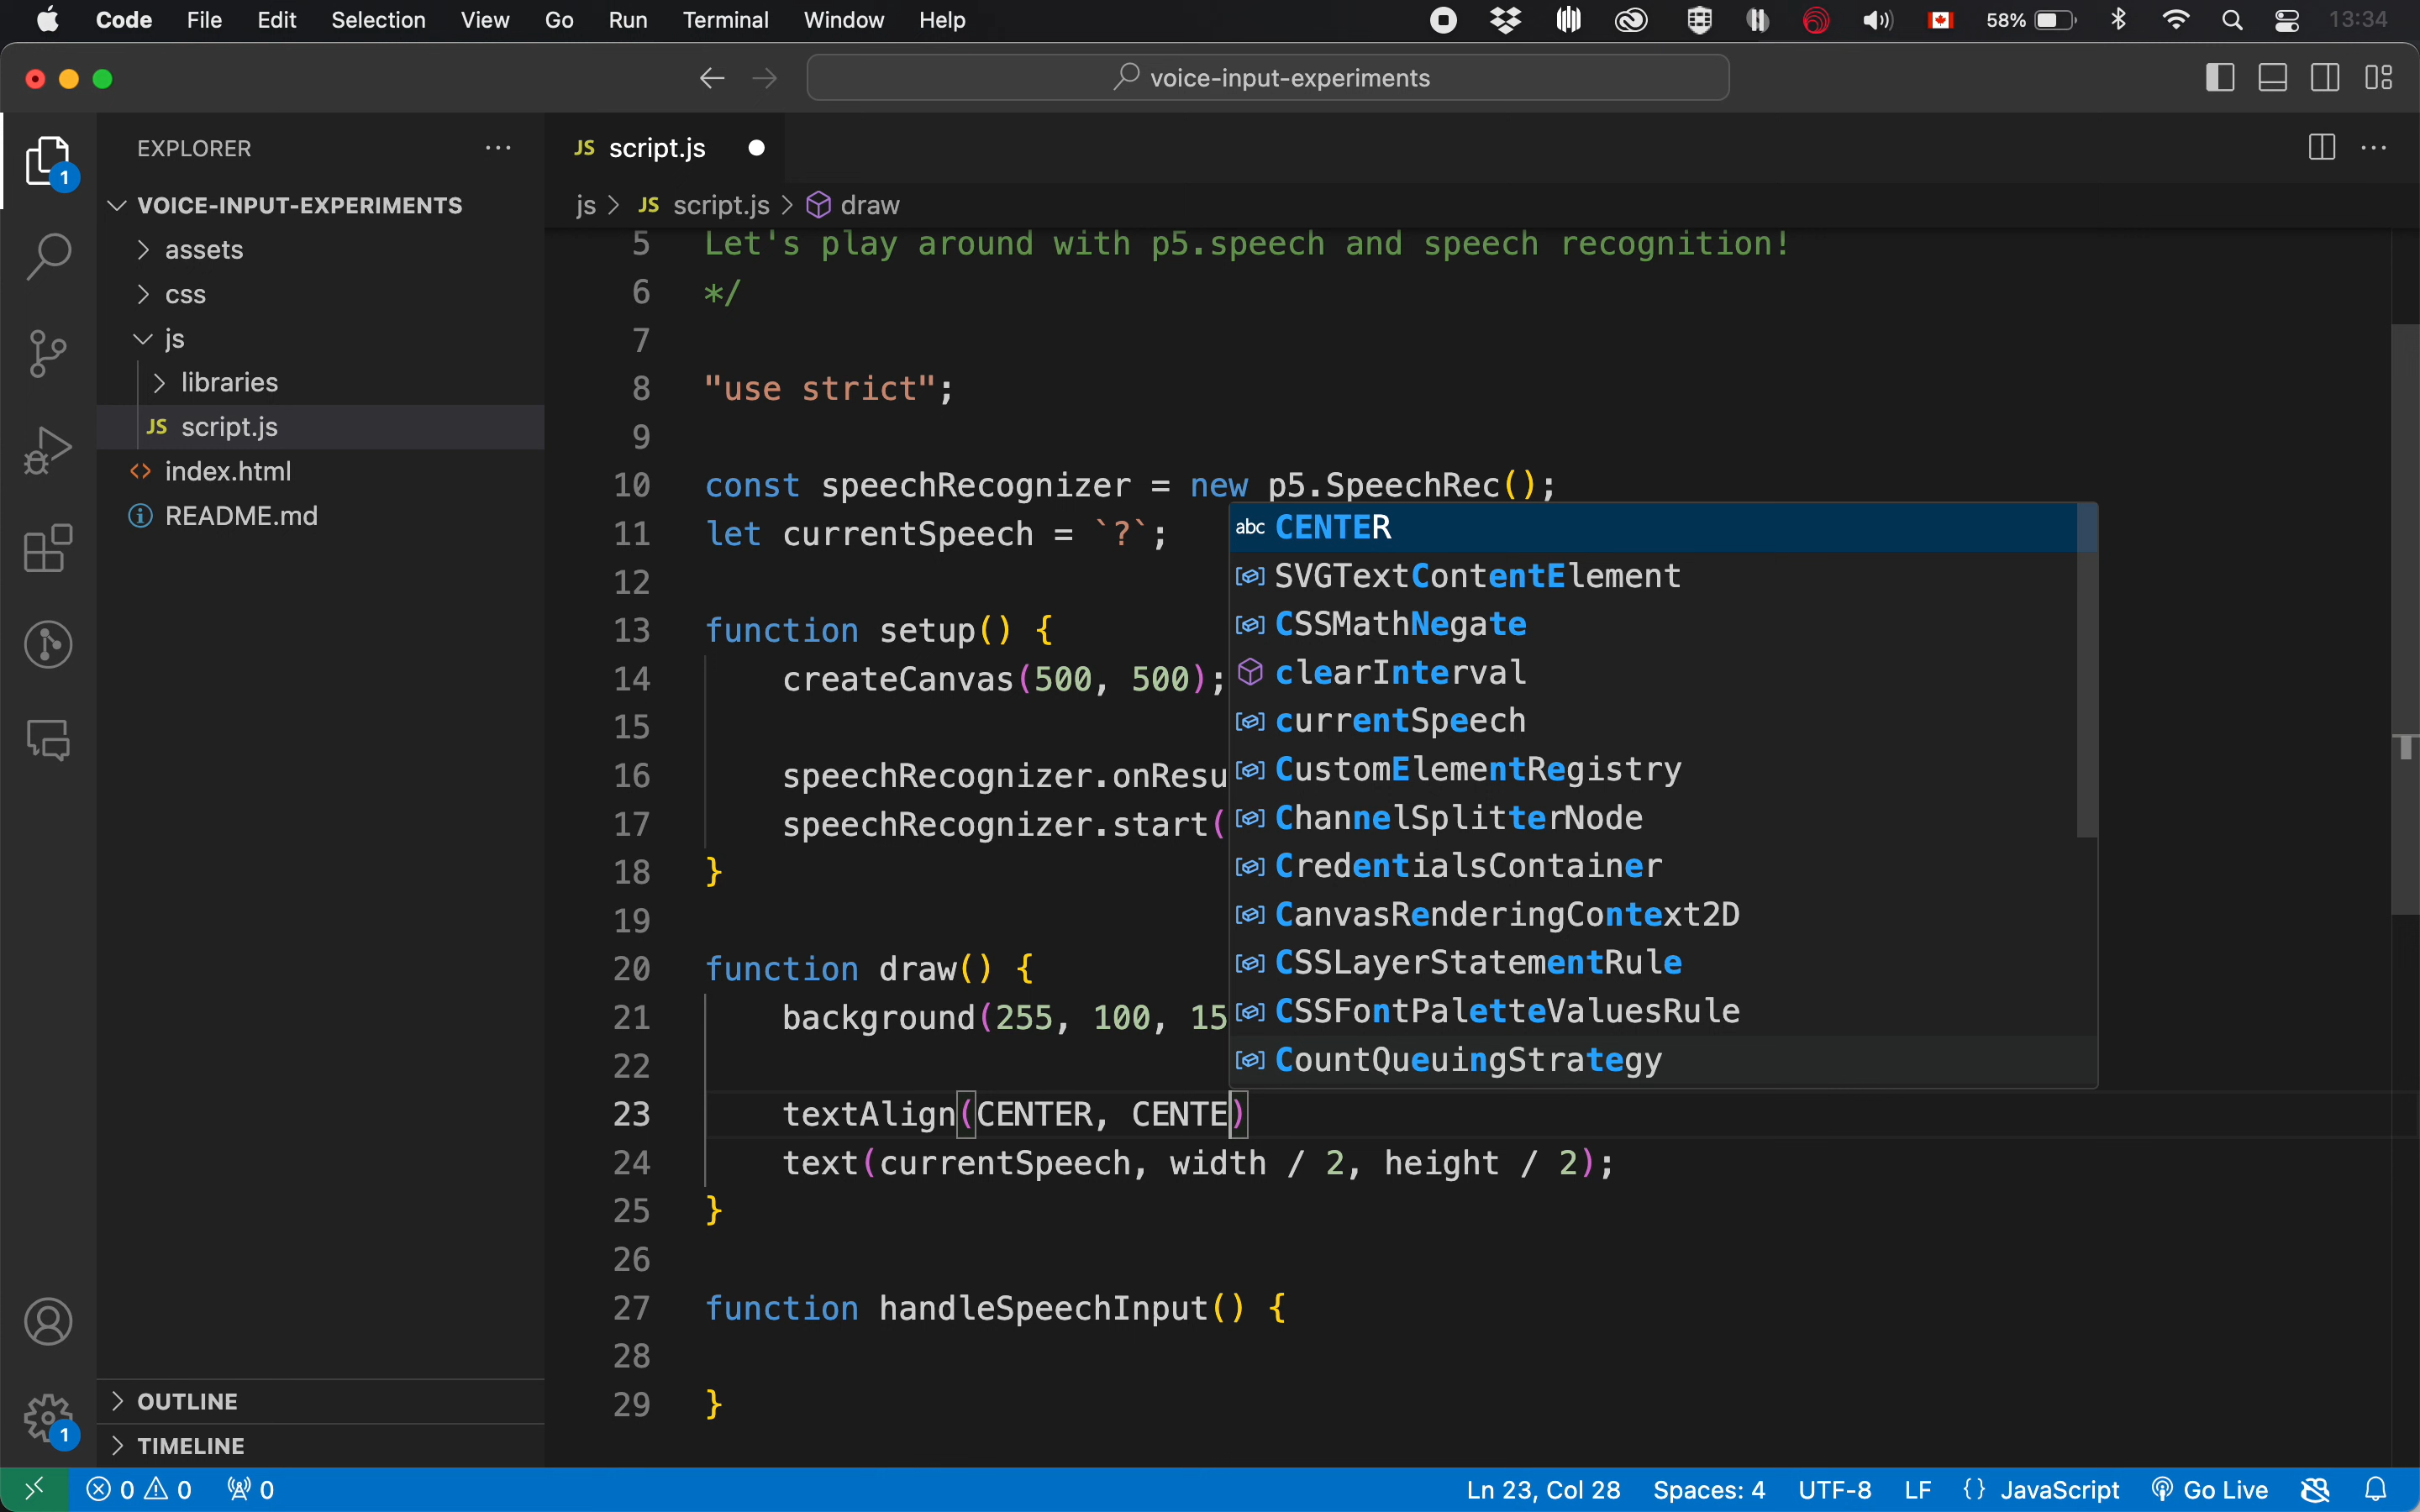 Code File Edit Selection View Go Run Terminal Window Help 58% 13:34
voice-input-experiments
EXPLORER
VOICE-INPUT-EXPERIMENTS
assets
css
js
libraries
JS script.js
<> index.html
README.md
OUTLINE
TIMELINE
1
1
JS script.js
js > JS script.js > draw
5 Let's play around with p5.speech and speech recognition!
6 */
7
8 "use strict";
9
10 const speechRecognizer = new p5.SpeechRec();
11 let currentSpeech = `?`;
12
13 function setup() {
14 createCanvas(500, 500);
15
16 speechRecognizer.onResu
17 speechRecognizer.start(
18 }
19
20 function draw() {
21 background(255, 100, 15
22
23 textAlign(CENTER, CENTE)
24 text(currentSpeech, width / 2, height / 2);
25 }
26
27 function handleSpeechInput() {
28
29 }
abc CENTER
SVGTextContentElement
CSSMathNegate
clearInterval
currentSpeech
CustomElementRegistry
ChannelSplitterNode
CredentialsContainer
CanvasRenderingContext2D
CSSLayerStatementRule
CSSFontPaletteValuesRule
CountQueuingStrategy
0 0 0 Ln 23, Col 28 Spaces: 4 UTF-8 LF {} JavaScript Go Live